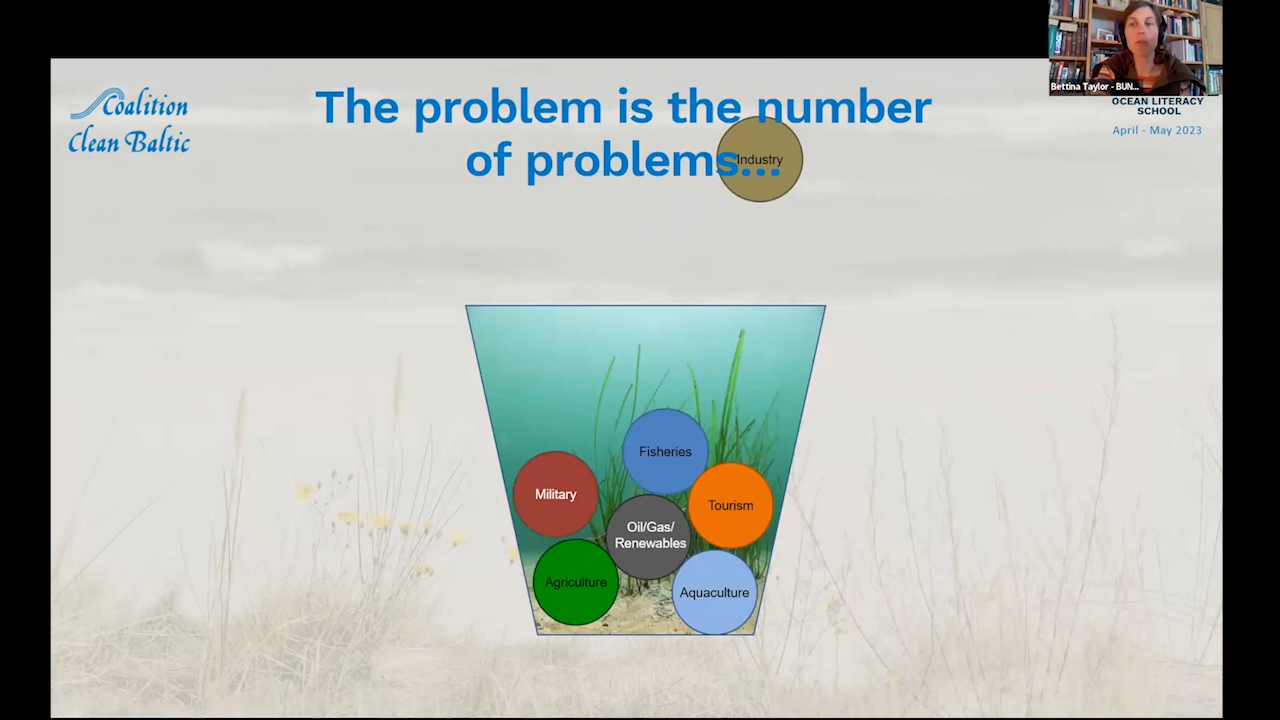 Coalition
Clean Baltic
The problem is the number
of problems...
Industry
Bettina Taylor - BUN...
OCEAN LITERACY
SCHOOL
April - May 2023
Fisheries
Military
Tourism
Oil/Gas/
Renewables
Agriculture
Aquaculture